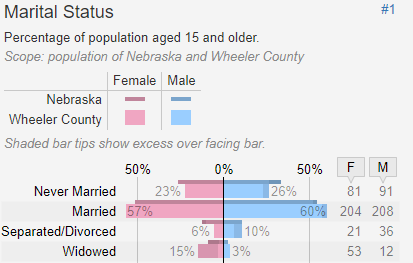 Marital Status #1
Percentage of population aged 15 and older.
Scope: population of Nebraska and Wheeler County
Female Male
Nebraska
Wheeler County
Shaded bar tips show excess over facing bar.
50% 0% 50% F M
Never Married 23% 26% 81 91
Married 57% 60% 204 208
Separated/Divorced 6% 10% 21 36
Widowed 15% 3% 53 12